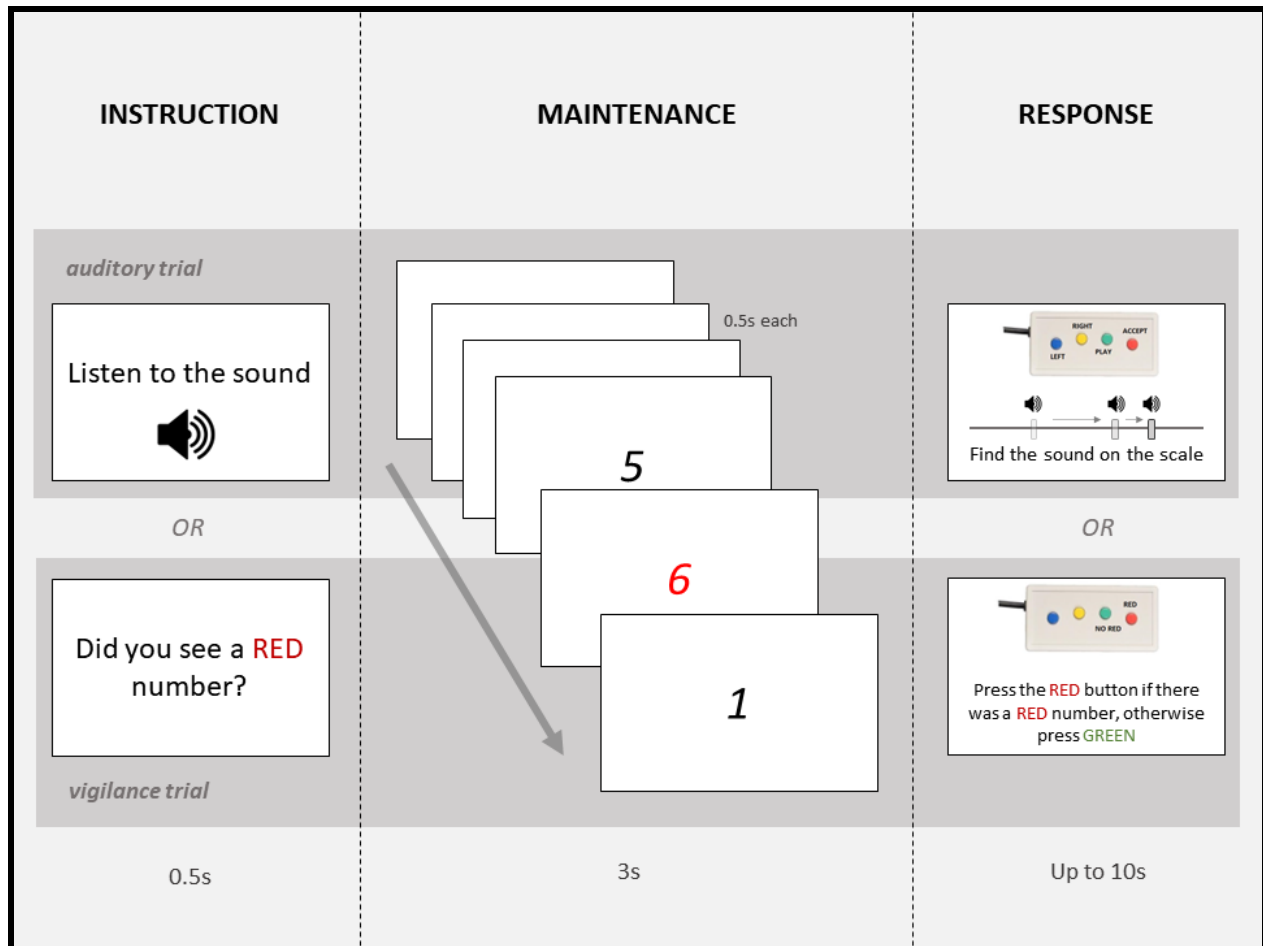 INSTRUCTION
MAINTENANCE
RESPONSE
auditory trial
Listen to the sound
0.5s each
5
6
1
RIGHT
ACCEPT
LEFT
PLAY
Find the sound on the scale
OR
OR
Did you see a RED
number?
vigilance trial
RED
NO RED
Press the RED button if there
was a RED number, otherwise
press GREEN
0.5s
3s
Up to 10s